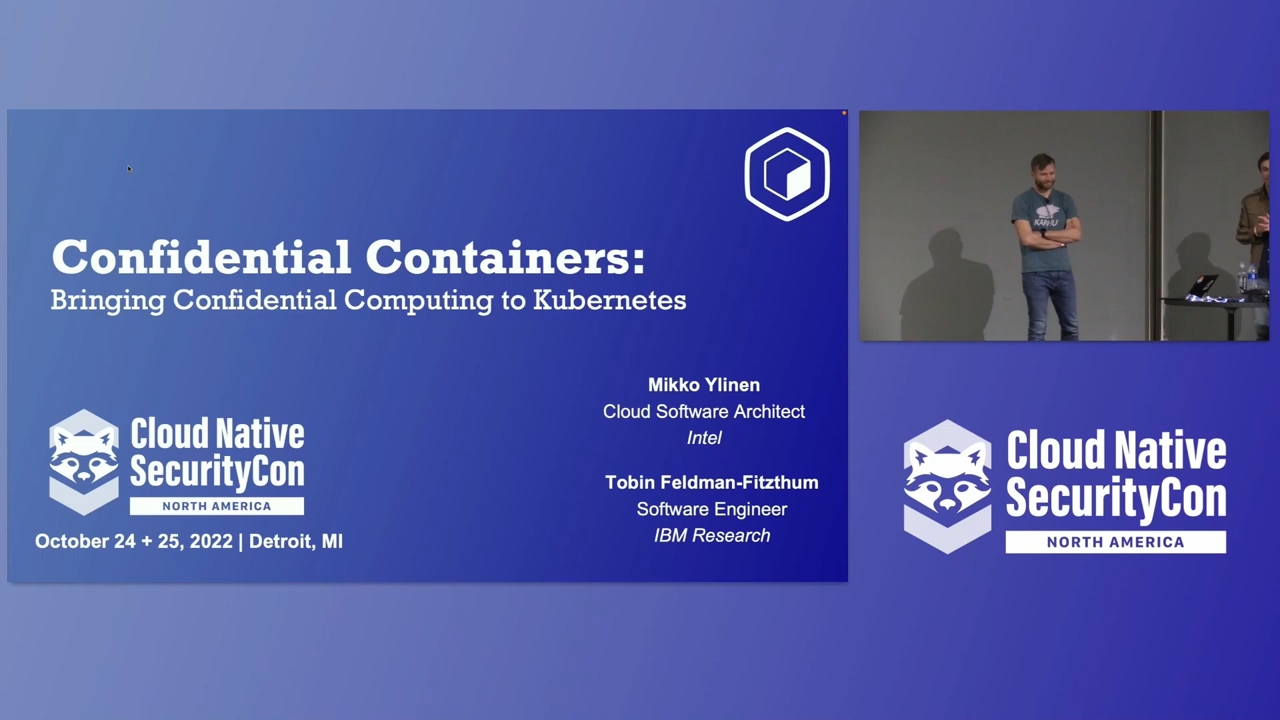 Confidential Containers:
Bringing Confidential Computing to Kubernetes
Mikko Ylinen
Cloud Software Architect
Intel
Tobin Feldman-Fitzthum
Software Engineer
IBM Research
Cloud Native
SecurityCon
NORTH AMERICA
October 24 + 25, 2022 | Detroit, MI
KARHU
Cloud Native
SecurityCon
NORTH AMERICA